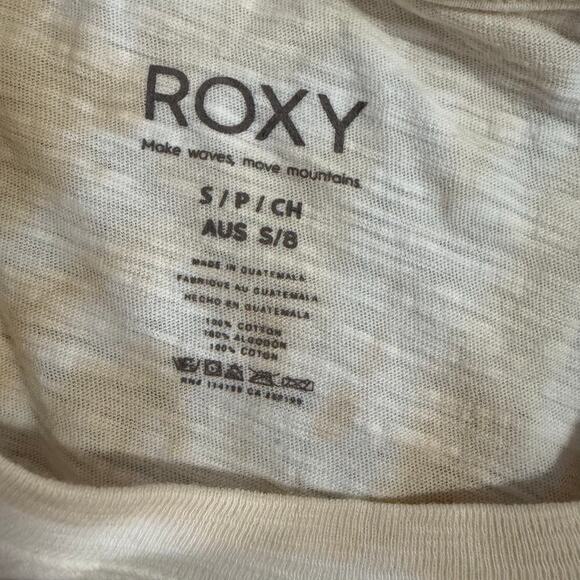 ROXY
Make waves, move mountains.
S / P / CH
AUS S/8
MADE IN GUATEMALA
FABRIQUE AU GUATEMALA
HECHO EN GUATEMALA
100% COTTON
100% ALGODON
100% COTON